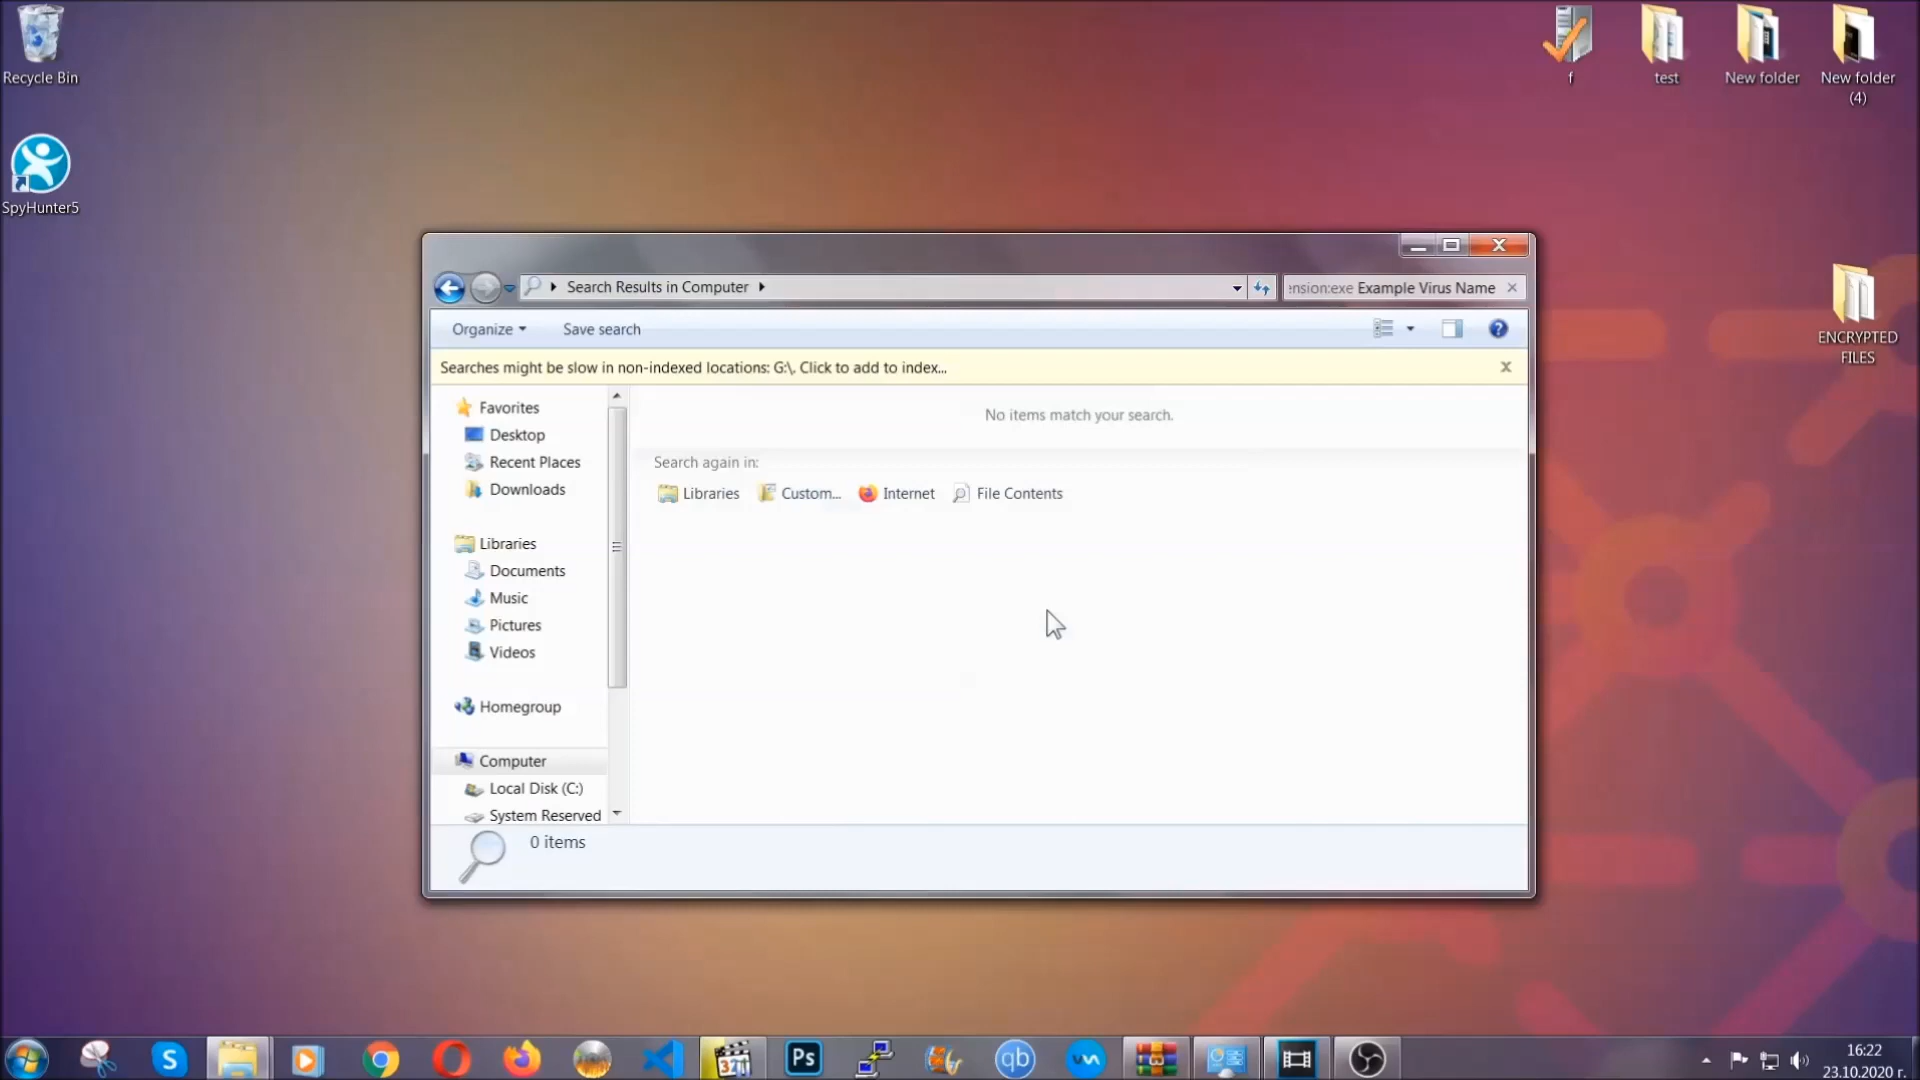 Recycle Bin
SpyHunter5
f
test
New folder
New folder
(4)
ENCRYPTED
FILES
Search Results in Computer
ension:exe Example Virus Name
Organize
Save search
Searches might be slow in non-indexed locations: G:\. Click to add to index...
Favorites
Desktop
Recent Places
Downloads
Libraries
Documents
Music
Pictures
Videos
Homegroup
Computer
Local Disk (C:)
System Reserved
No items match your search.
Search again in:
Libraries
Custom...
Internet
File Contents
0 items
S
321
Ps
qb
16:22
23.10.2020 г.